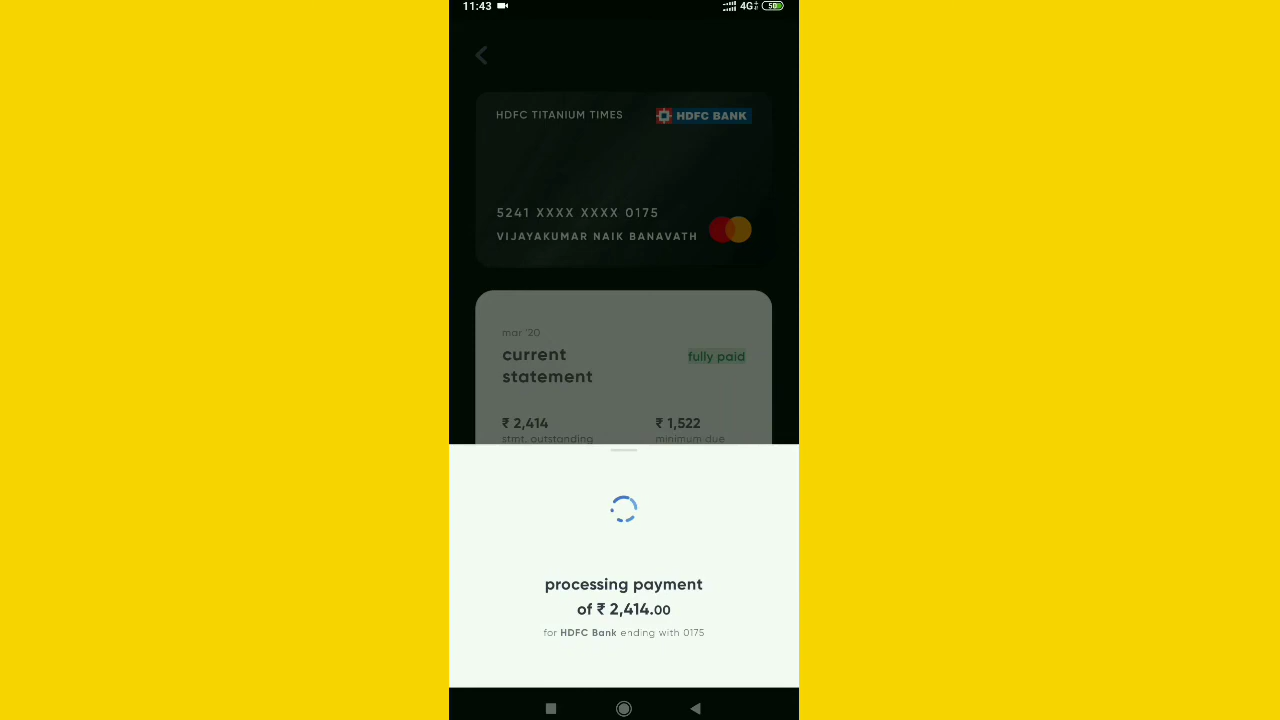 11:43 4G 50
HDFC TITANIUM TIMES HDFC BANK
5241 XXXX XXXX 0175
VIJAYAKUMAR NAIK BANAVATH
mar '20
current
statement
fully paid
₹ 2,414 ₹ 1,522
stmt. outstanding minimum due
processing payment
of ₹ 2,414.00
for HDFC Bank ending with 0175